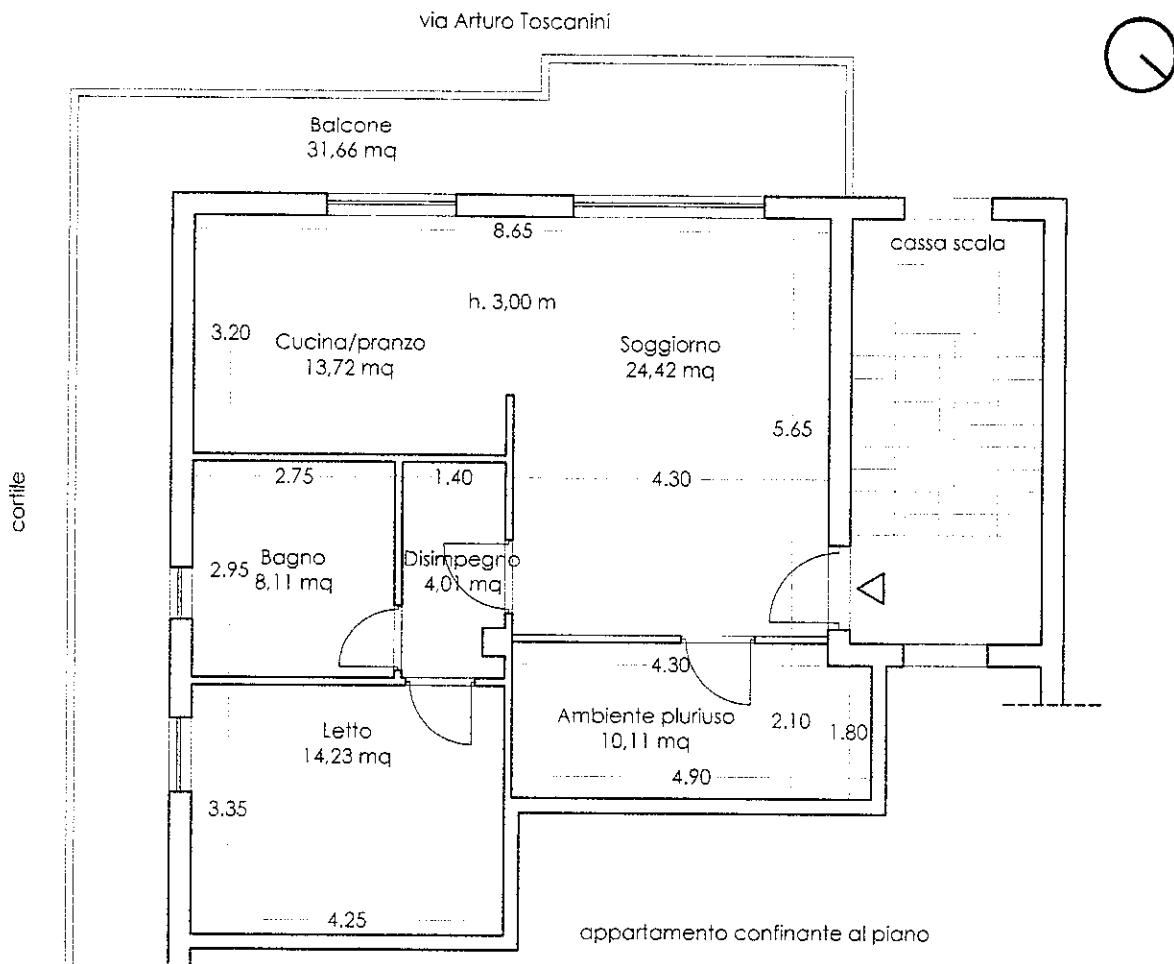 via Arturo Toscanini
Balcone
31,66 mq
8.65
cassa scala
h. 3,00 m
3.20
Cucina/pranzo
13,72 mq
Soggiorno
24,42 mq
5.65
2.75
1.40
4.30
cortile
2.95
Bagno
8,11 mq
Disimpegno
4,01 mq
4.30
Ambiente pluriuso
10,11 mq
2.10
1.80
Letto
14,23 mq
4.90
3.35
4.25
appartamento confinante al piano